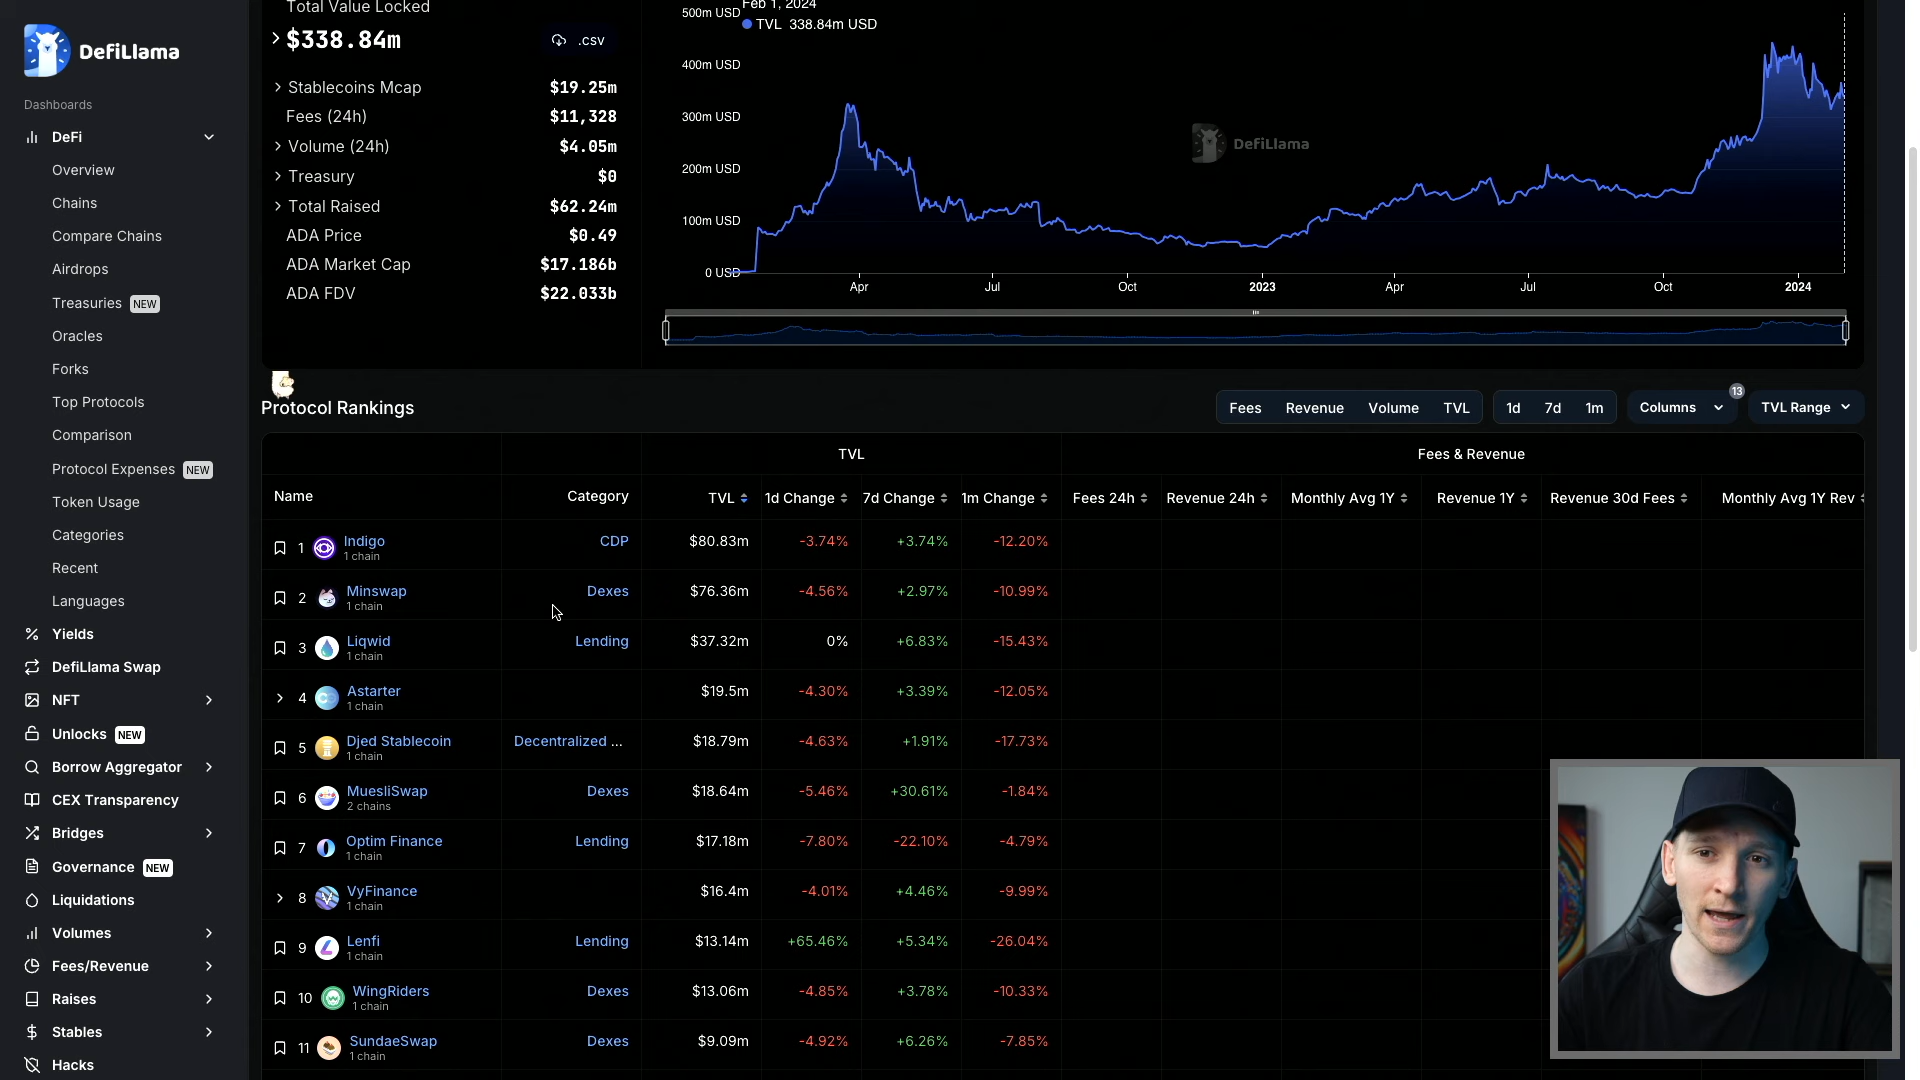 DefiLlama
Dashboards
DeFi
Overview
Chains
Compare Chains
Airdrops
Treasuries NEW
Oracles
Forks
Top Protocols
Comparison
Protocol Expenses NEW
Token Usage
Categories
Recent
Languages
Yields
DefiLlama Swap
NFT
Unlocks NEW
Borrow Aggregator
CEX Transparency
Bridges
Governance NEW
Liquidations
Volumes
Fees/Revenue
Raises
Stables
Hacks
Total Value Locked
$338.84m
.csv
Stablecoins Mcap $19.25m
Fees (24h) $11,328
Volume (24h) $4.05m
Treasury $0
Total Raised $62.24m
ADA Price $0.49
ADA Market Cap $17.186b
ADA FDV $22.033b
Feb 1, 2024
TVL 338.84m USD
500m USD
400m USD
300m USD
200m USD
100m USD
0 USD
DefiLlama
Apr Jul Oct 2023 Apr Jul Oct 2024
Protocol Rankings
Fees Revenue Volume TVL
1d 7d 1m
Columns 13
TVL Range
TVL Fees & Revenue
Name Category TVL 1d Change 7d Change 1m Change Fees 24h Revenue 24h Monthly Avg 1Y Revenue 1Y Revenue 30d Fees Monthly Avg 1Y Rev
1 Indigo CDP $80.83m -3.74% +3.74% -12.20%
1 chain
2 Minswap Dexes $76.36m -4.56% +2.97% -10.99%
1 chain
3 Liqwid Lending $37.32m 0% +6.83% -15.43%
1 chain
4 Astarter $19.5m -4.30% +3.39% -12.05%
1 chain
5 Djed Stablecoin Decentralized ... $18.79m -4.63% +1.91% -17.73%
1 chain
6 MuesliSwap Dexes $18.64m -5.46% +30.61% -1.84%
2 chains
7 Optim Finance Lending $17.18m -7.80% -22.10% -4.79%
1 chain
8 VyFinance $16.4m -4.01% +4.46% -9.99%
1 chain
9 Lenfi Lending $13.14m +65.46% +5.34% -26.04%
1 chain
10 WingRiders Dexes $13.06m -4.85% +3.78% -10.33%
1 chain
11 SundaeSwap Dexes $9.09m -4.92% +6.26% -7.85%
1 chain